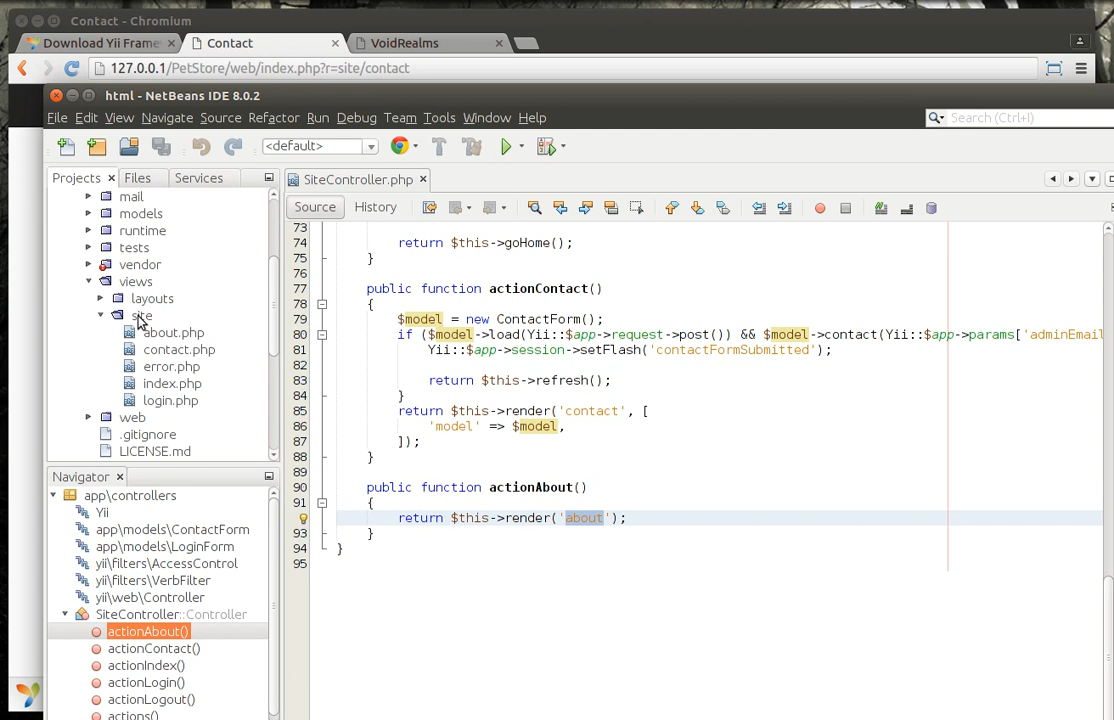 Contact - Chromium
Download Yii Frame
Contact
VoidRealms
127.0.0.1/PetStore/web/index.php?r=site/contact
html - NetBeans IDE 8.0.2
File Edit View Navigate Source Refactor Run Debug Team Tools Window Help
Search (Ctrl+I)
<default>
Projects Files Services
SiteController.php
Source History
mail
models
runtime
tests
vendor
views
layouts
site
about.php
contact.php
error.php
index.php
login.php
web
.gitignore
LICENSE.md
73
74 return $this->goHome();
75 }
76
77 public function actionContact()
78 {
79 $model = new ContactForm();
80 if ($model->load(Yii::$app->request->post()) && $model->contact(Yii::$app->params['adminEmail
81 Yii::$app->session->setFlash('contactFormSubmitted');
82
83 return $this->refresh();
84 }
85 return $this->render('contact', [
86 'model' => $model,
87 ]);
88 }
89
90 public function actionAbout()
91 {
return $this->render('about');
93 }
94 }
95
Navigator
app\controllers
Yii
app\models\ContactForm
app\models\LoginForm
yii\filters\AccessControl
yii\filters\VerbFilter
yii\web\Controller
SiteController::Controller
actionAbout()
actionContact()
actionIndex()
actionLogin()
actionLogout()
actions()